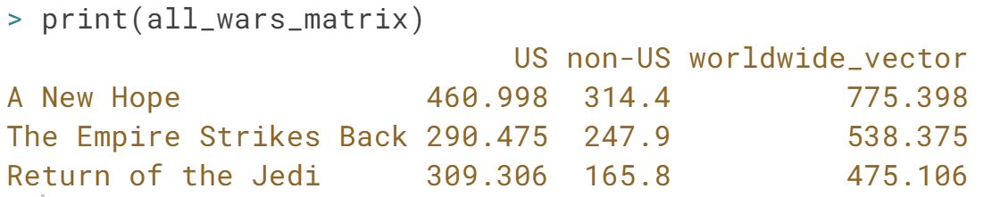 > print(all_wars_matrix)
US non-US worldwide_vector
A New Hope 460.998 314.4 775.398
The Empire Strikes Back 290.475 247.9 538.375
Return of the Jedi 309.306 165.8 475.106